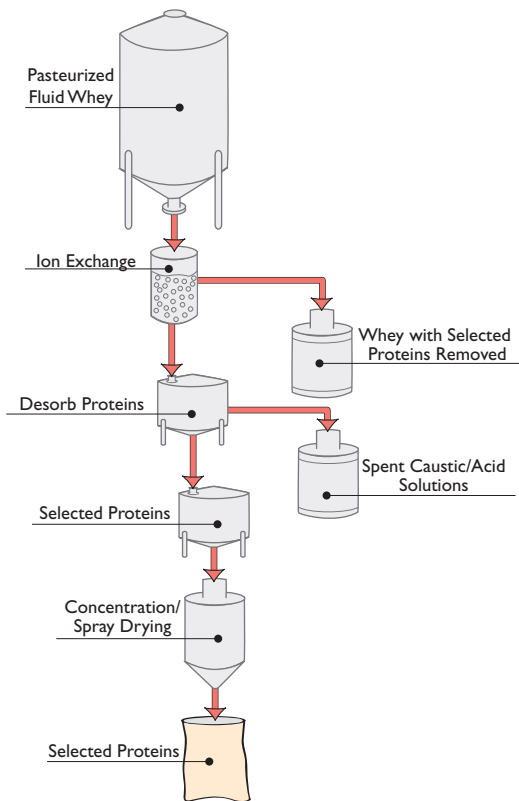 Pasteurized
Fluid Whey
Ion Exchange
Whey with Selected
Proteins Removed
Desorb Proteins
Spent Caustic/Acid
Solutions
Selected Proteins
Concentration/
Spray Drying
Selected Proteins